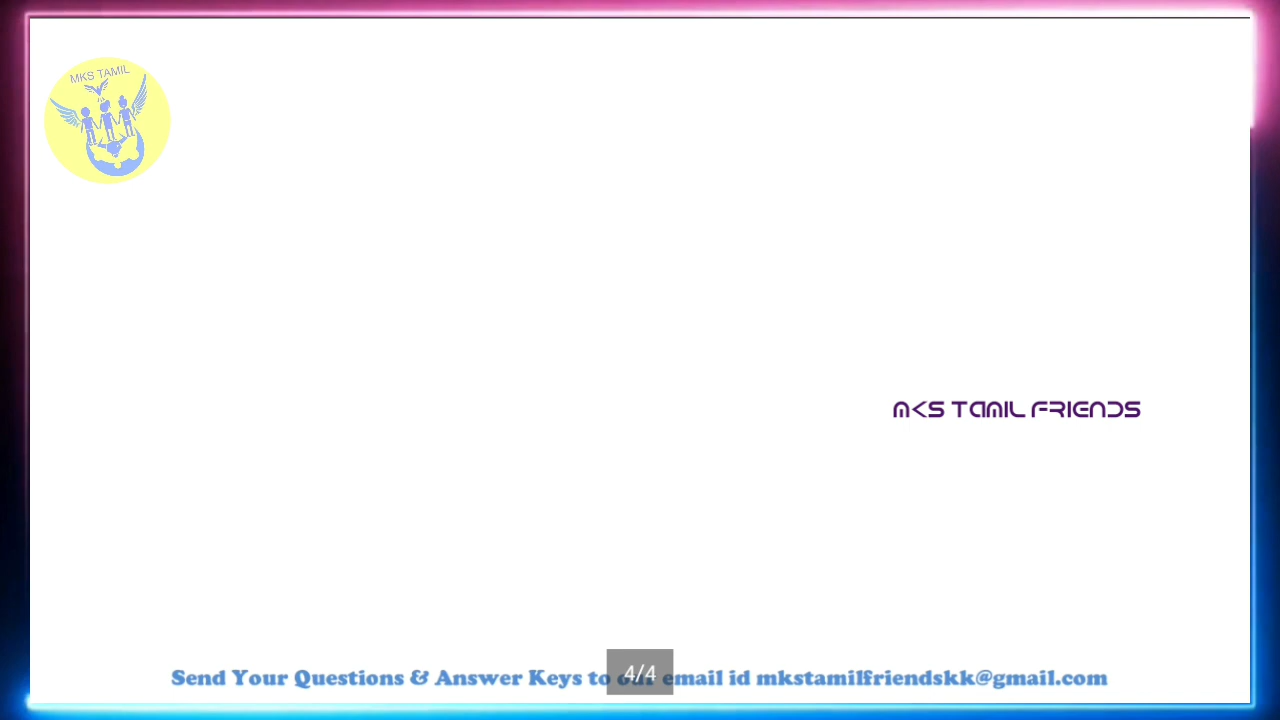 MKS TAMIL
MKS TAMIL FRIENDS
Send Your Questions & Answer Keys to our email id mkstamilfriendskk@gmail.com
4/4